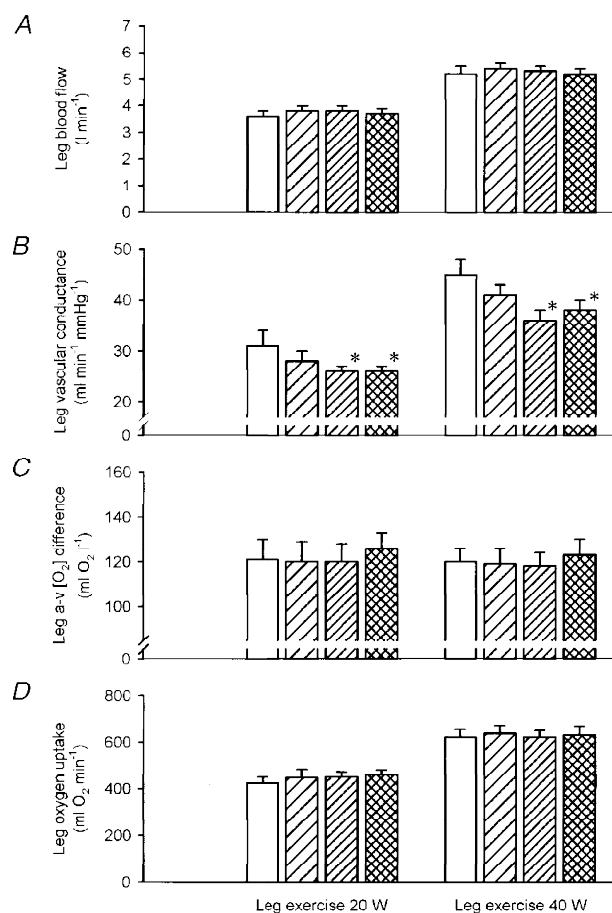 A
Leg blood flow
(l min⁻¹)
7
6
5
4
3
2
1
0
B
Leg vascular conductance
(ml min⁻¹ mmHg⁻¹)
50
40
30
20
0
*
*
*
*
C
Leg a-v [O₂] difference
(ml O₂ l⁻¹)
160
140
120
100
0
D
Leg oxygen uptake
(ml O₂ min⁻¹)
800
600
400
200
0
Leg exercise 20 W
Leg exercise 40 W